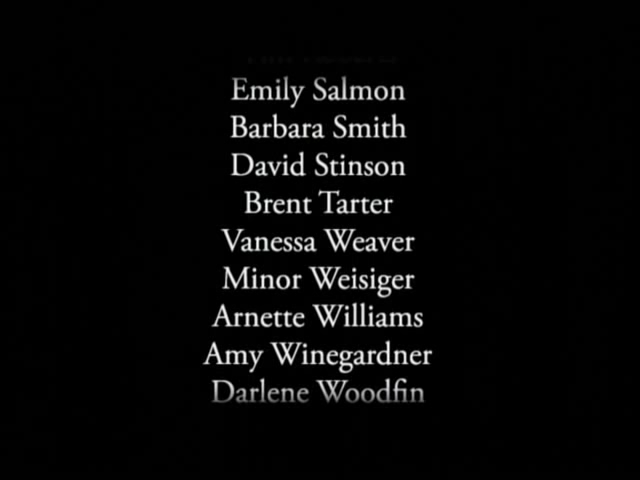 Emily Salmon
Barbara Smith
David Stinson
Brent Tarter
Vanessa Weaver
Minor Weisiger
Arnette Williams
Amy Winegardner
Darlene Woodfin